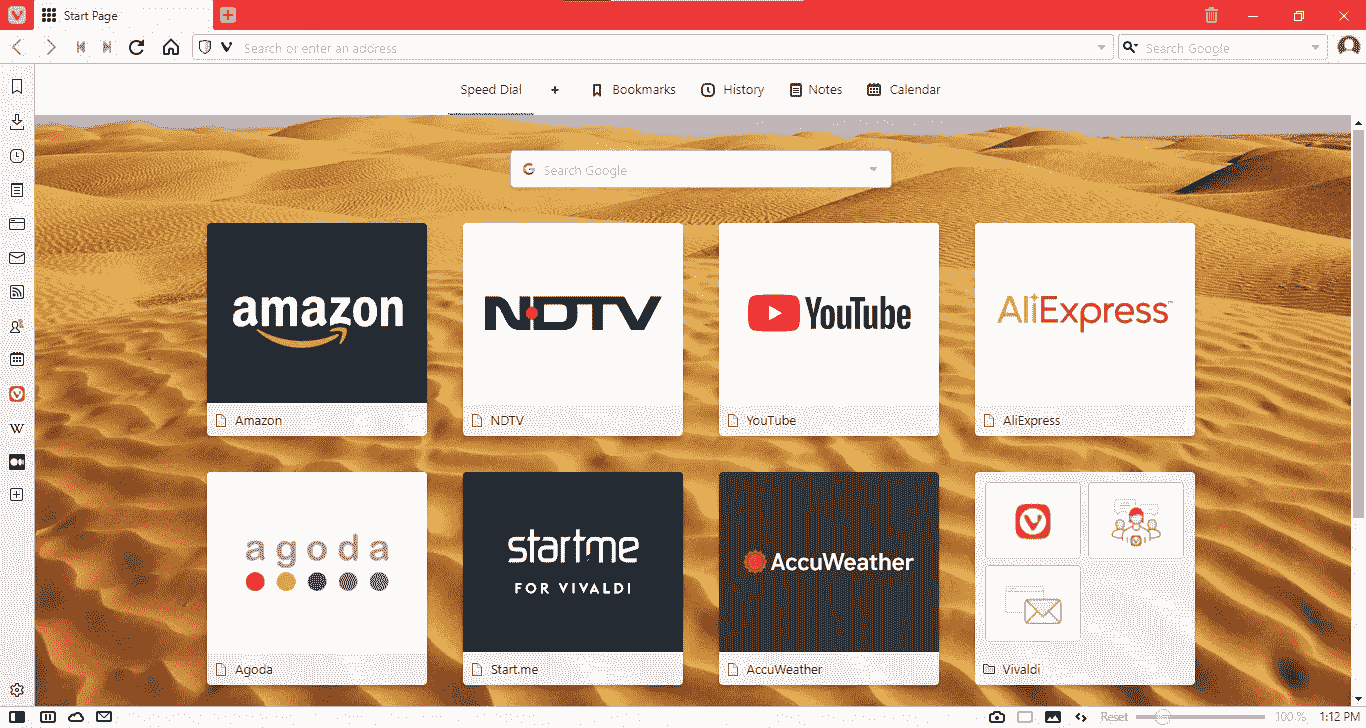 Start Page
Search or enter an address
Search Google
Speed Dial
Bookmarks
History
Notes
Calendar
Search Google
amazon
NDTV
YouTube
AliExpress™
Amazon
NDTV
YouTube
AliExpress
agoda
startme
FOR VIVALDI
AccuWeather
Agoda
Start.me
AccuWeather
Vivaldi
Reset
100 %
1:12 PM